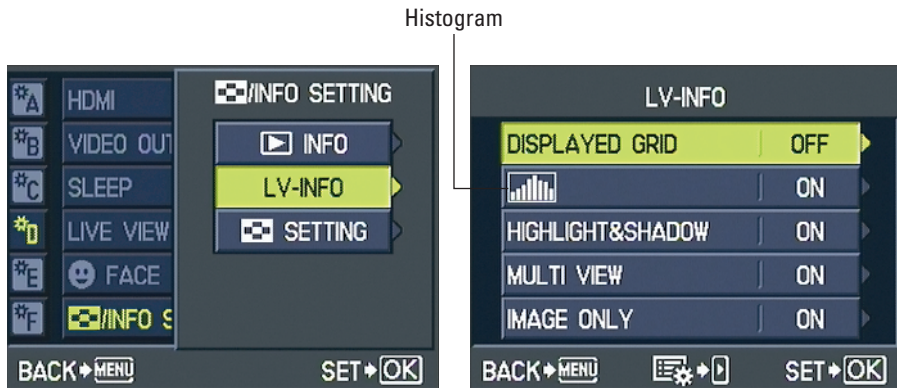 Histogram
A HDMI
B VIDEO OUT
C SLEEP
D LIVE VIEW
E FACE
F /INFO S
/INFO SETTING
INFO
LV-INFO
SETTING
BACK MENU SET OK
LV-INFO
DISPLAYED GRID OFF
ON
HIGHLIGHT&SHADOW ON
MULTI VIEW ON
IMAGE ONLY ON
BACK MENU SET OK